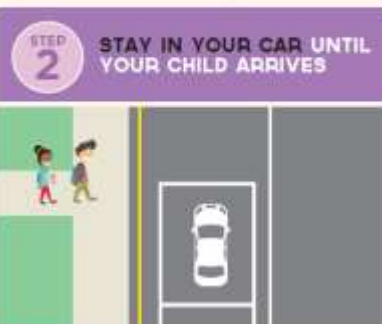 STEP
2
STAY IN YOUR CAR UNTIL
YOUR CHILD ARRIVES